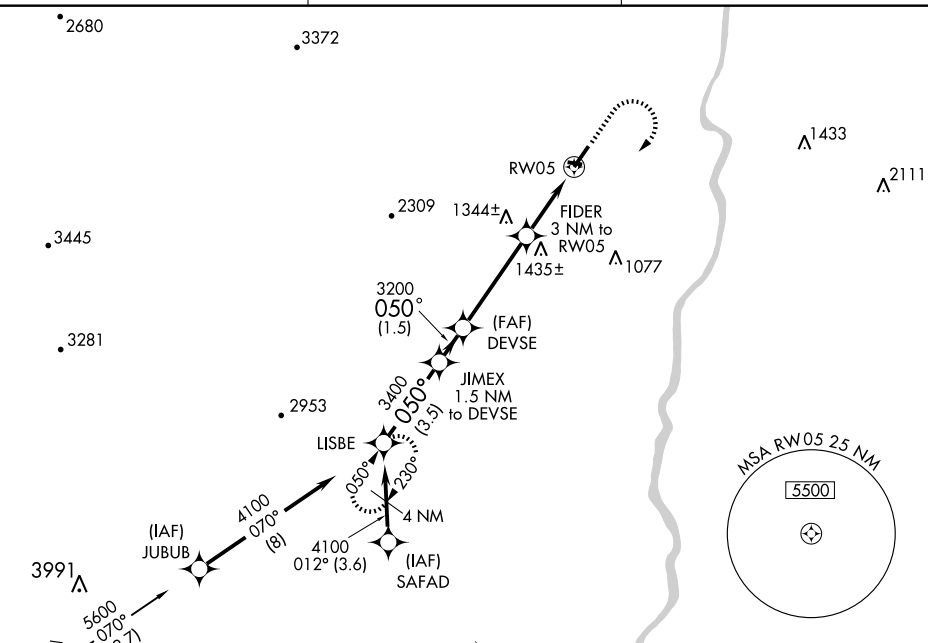 2680
3372
1433
2111
RW05
2309
1344±
FIDER
3 NM to
RW05
3445
1435±
1077
3200
050°
(1.5)
(FAF)
DEVSE
3281
JIMEX
1.5 NM
to DEVSE
3400
050°
(3.5)
2953
LISBE
050°
230°
4 NM
MSA RW05 25 NM
5500
4100
070°
(8)
(IAF)
JUBUB
4100
012° (3.6)
(IAF)
SAFAD
3991
5600
070°